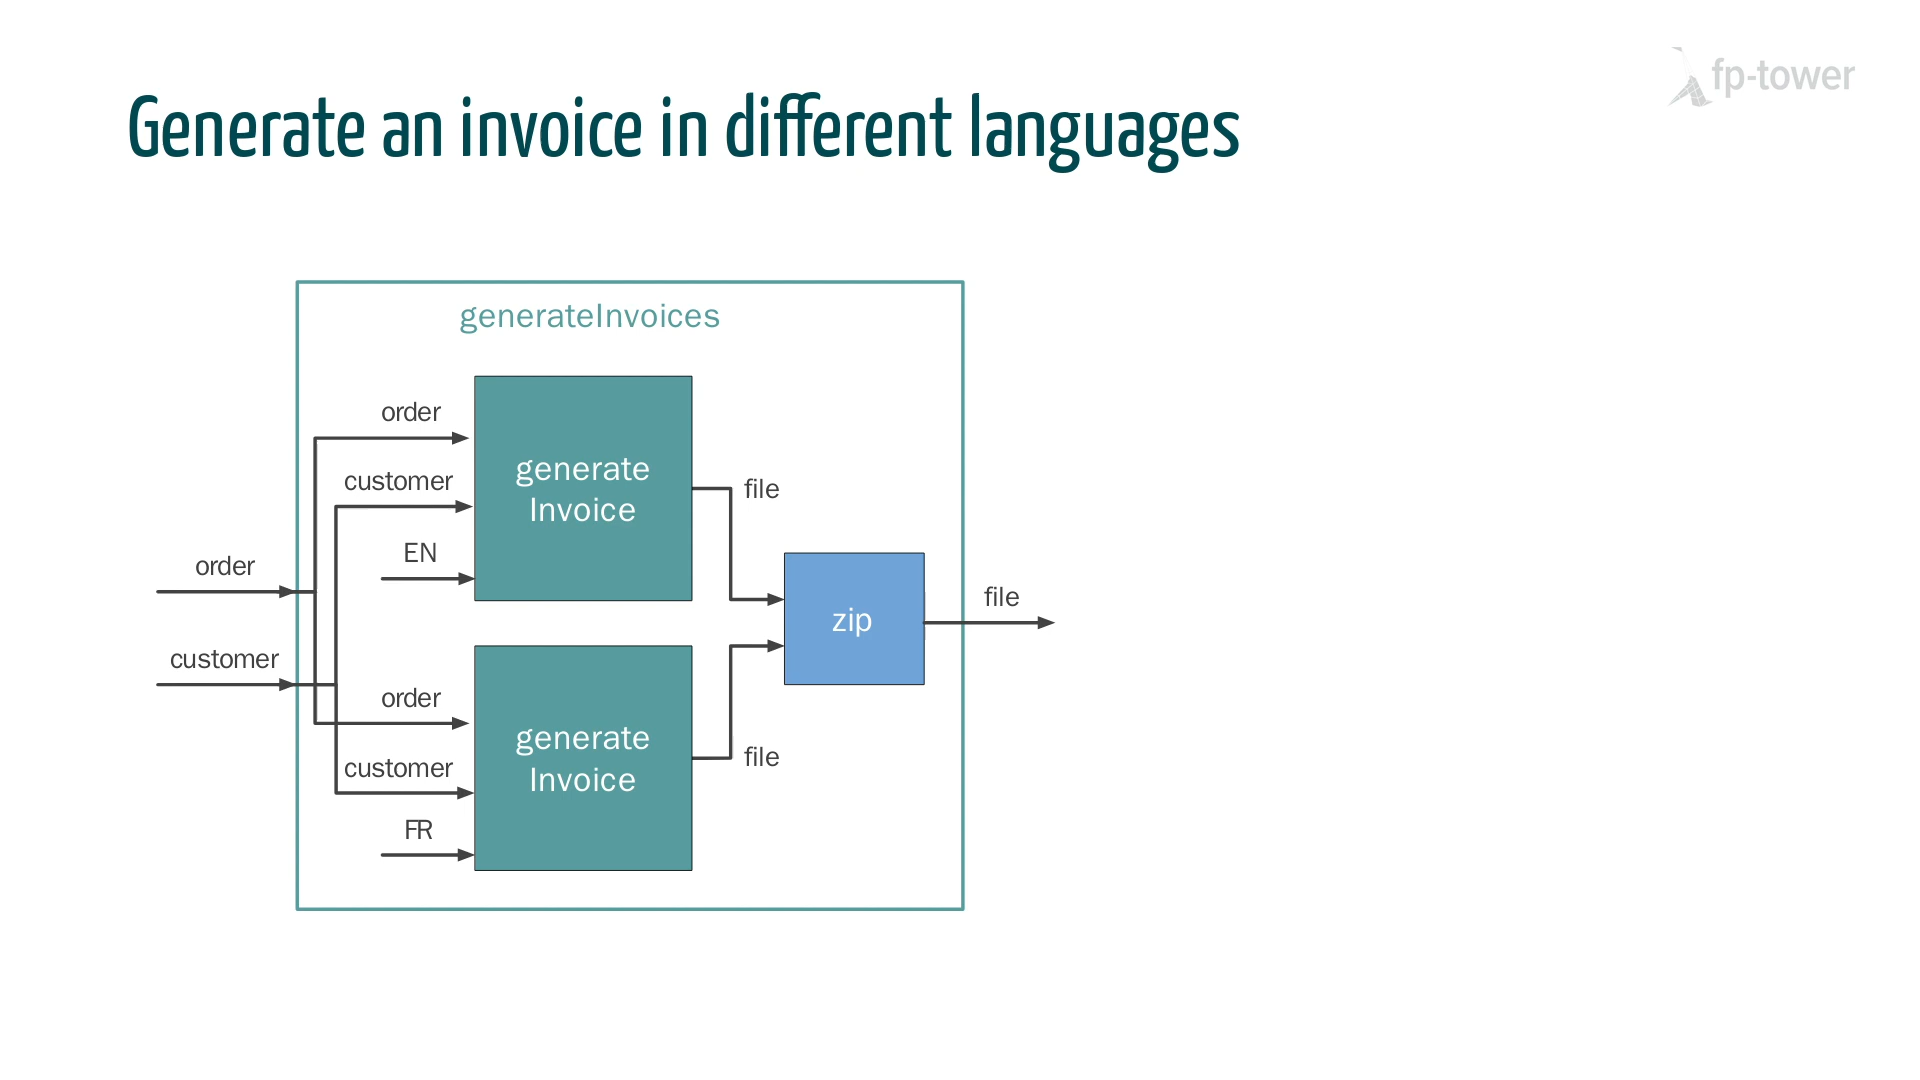 fp-tower
Generate an invoice in different languages
generateInvoices
order
customer
EN
generate
Invoice
file
order
customer
zip
file
order
customer
FR
generate
Invoice
file